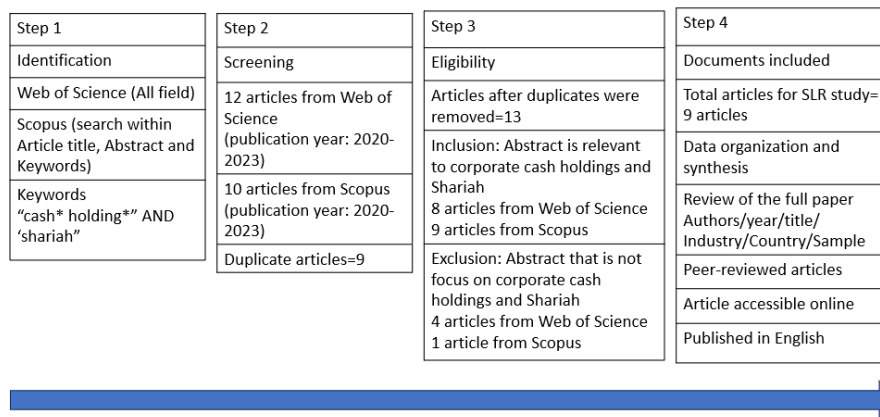 Step 1
Identification
Web of Science (All field)
Scopus (search within
Article title, Abstract and
Keywords)
Keywords
“cash* holding*” AND
‘shariah”
Step 2
Screening
12 articles from Web of
Science
(publication year: 2020-
2023)
10 articles from Scopus
(publication year: 2020-
2023)
Duplicate articles=9
Step 3
Eligibility
Articles after duplicates were
removed=13
Inclusion: Abstract is relevant
to corporate cash holdings and
Shariah
8 articles from Web of Science
9 articles from Scopus
Exclusion: Abstract that is not
focus on corporate cash
holdings and Shariah
4 articles from Web of Science
1 article from Scopus
Step 4
Documents included
Total articles for SLR study=
9 articles
Data organization and
synthesis
Review of the full paper
Authors/year/title/
Industry/Country/Sample
Peer-reviewed articles
Article accessible online
Published in English